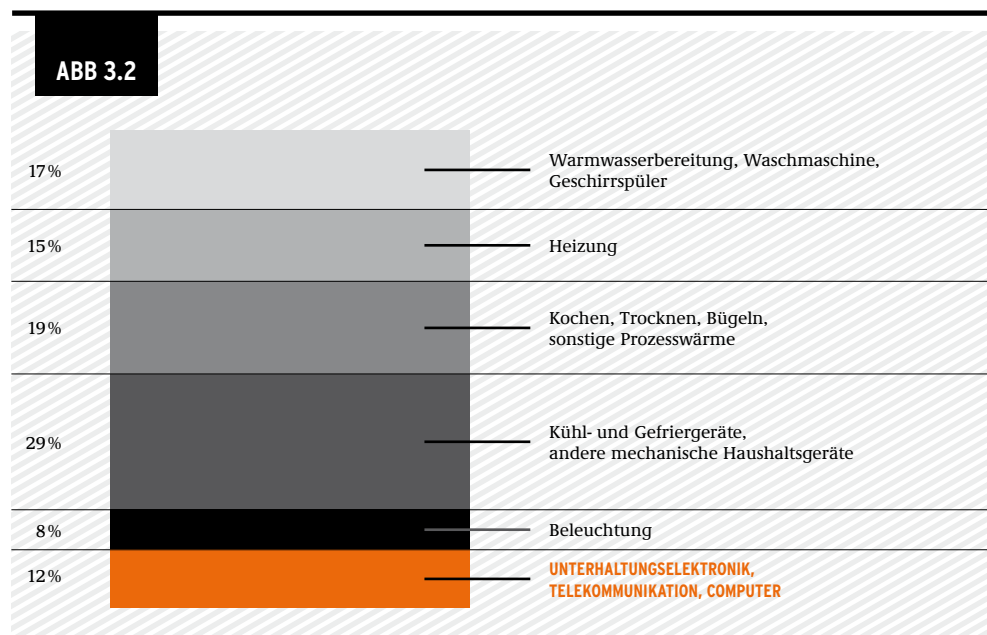 ABB 3.2
17%
Warmwasserbereitung, Waschmaschine,
Geschirrspüler
15%
Heizung
19%
Kochen, Trocknen, Bügeln,
sonstige Prozesswärme
29%
Kühl- und Gefriergeräte,
andere mechanische Haushaltsgeräte
8%
Beleuchtung
12%
UNTERHALTUNGSELEKTRONIK,
TELEKOMMUNIKATION, COMPUTER